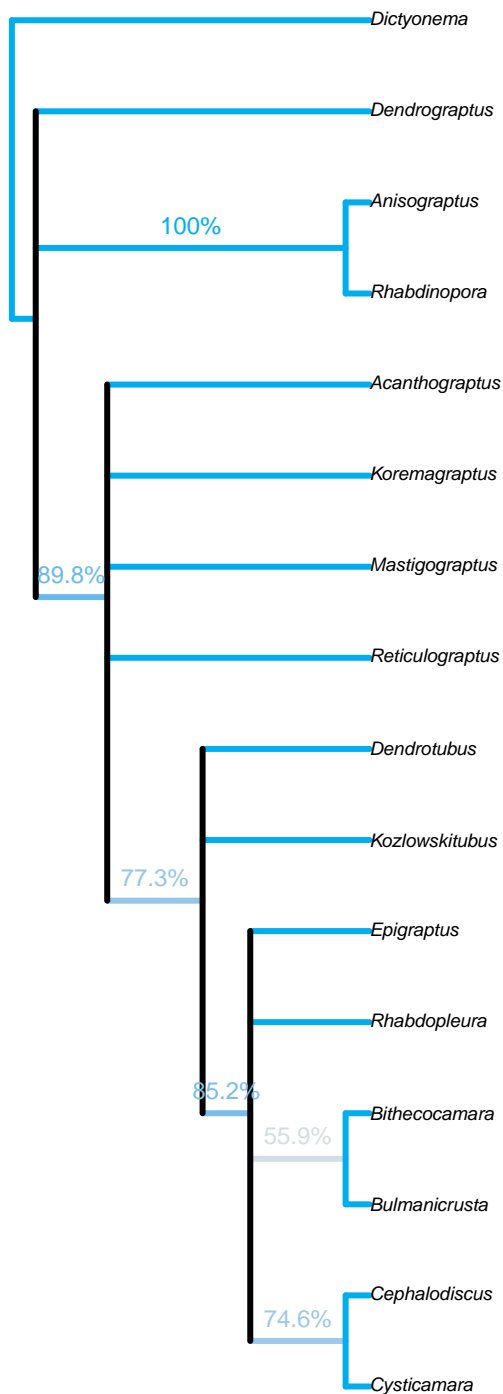 Dictyonema
Dendrograptus
Anisograptus
100%
Rhabdinopora
Acanthograptus
Koremagraptus
Mastigograptus
89.8%
Reticulograptus
Dendrotubus
Kozlowskitubus
77.3%
Epigraptus
Rhabdopleura
85.2%
Bithecocamara
55.9%
Bulmanicrusta
Cephalodiscus
74.6%
Cysticamara